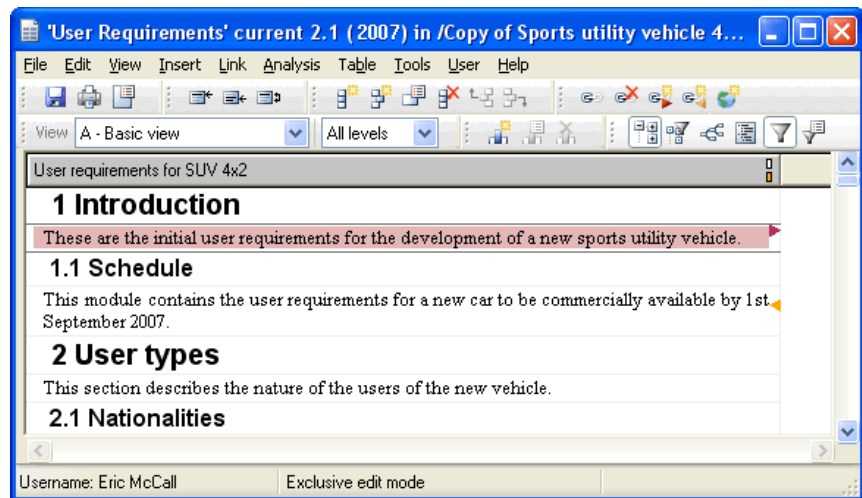 'User Requirements' current 2.1 (2007) in /Copy of Sports utility vehicle 4...
File Edit View Insert Link Analysis Table Tools User Help
View A - Basic view All levels
User requirements for SUV 4x2
1 Introduction
These are the initial user requirements for the development of a new sports utility vehicle.
1.1 Schedule
This module contains the user requirements for a new car to be commercially available by 1st
September 2007.
2 User types
This section describes the nature of the users of the new vehicle.
2.1 Nationalities
Username: Eric McCall Exclusive edit mode